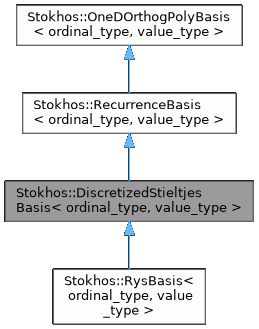 Stokhos::OneDOrthogPolyBasis
< ordinal_type, value_type >
Stokhos::RecurrenceBasis
< ordinal_type, value_type >
Stokhos::DiscretizedStieltjes
Basis< ordinal_type, value_type >
Stokhos::RysBasis<
ordinal_type, value
_type >